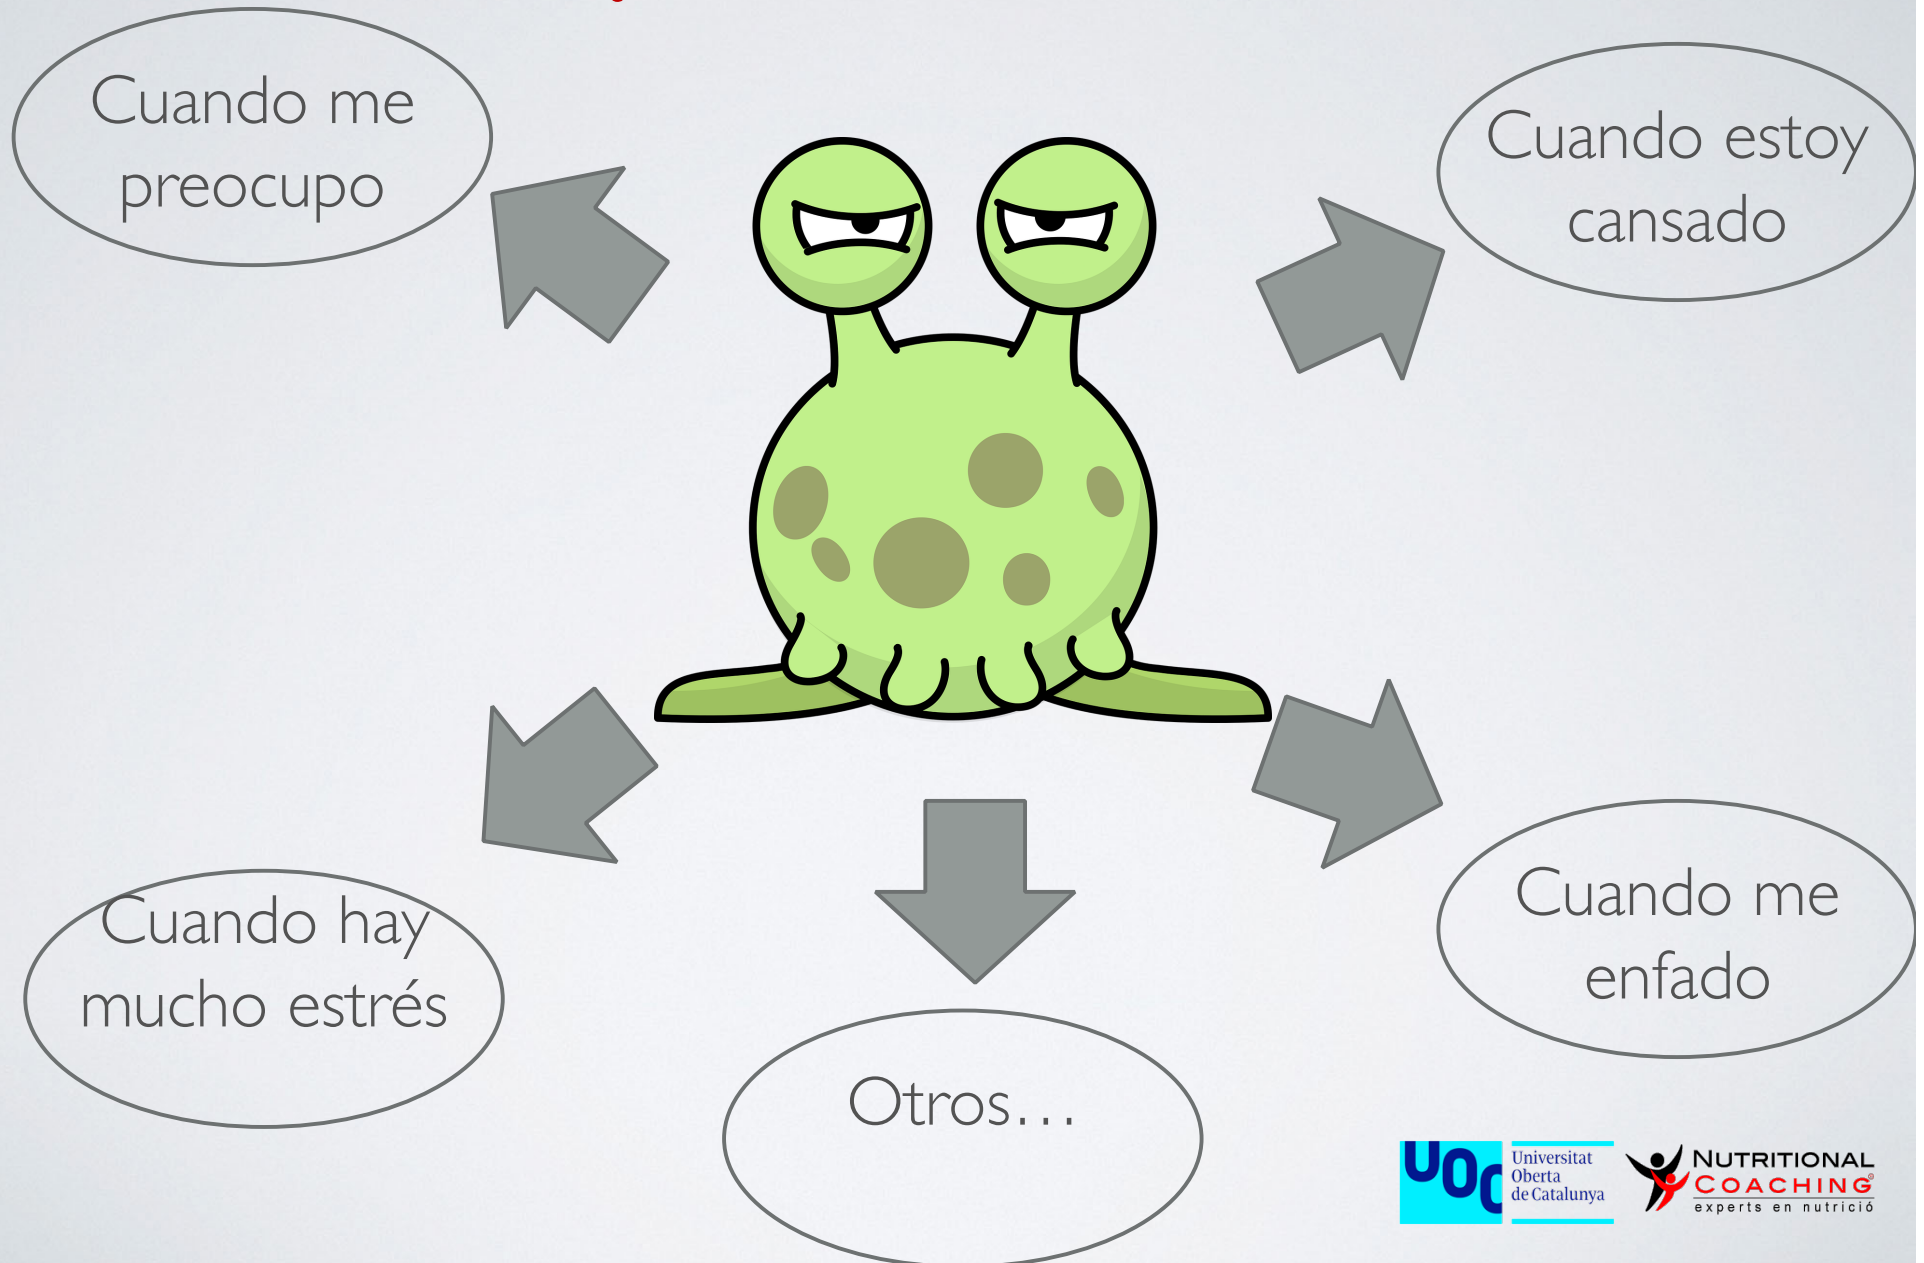 Cuando me
preocupo
Cuando estoy
cansado
Cuando hay
mucho estrés
Cuando me
enfado
Otros...
UOC
Universitat
Oberta
de Catalunya
NUTRITIONAL
COACHING®
experts en nutrició